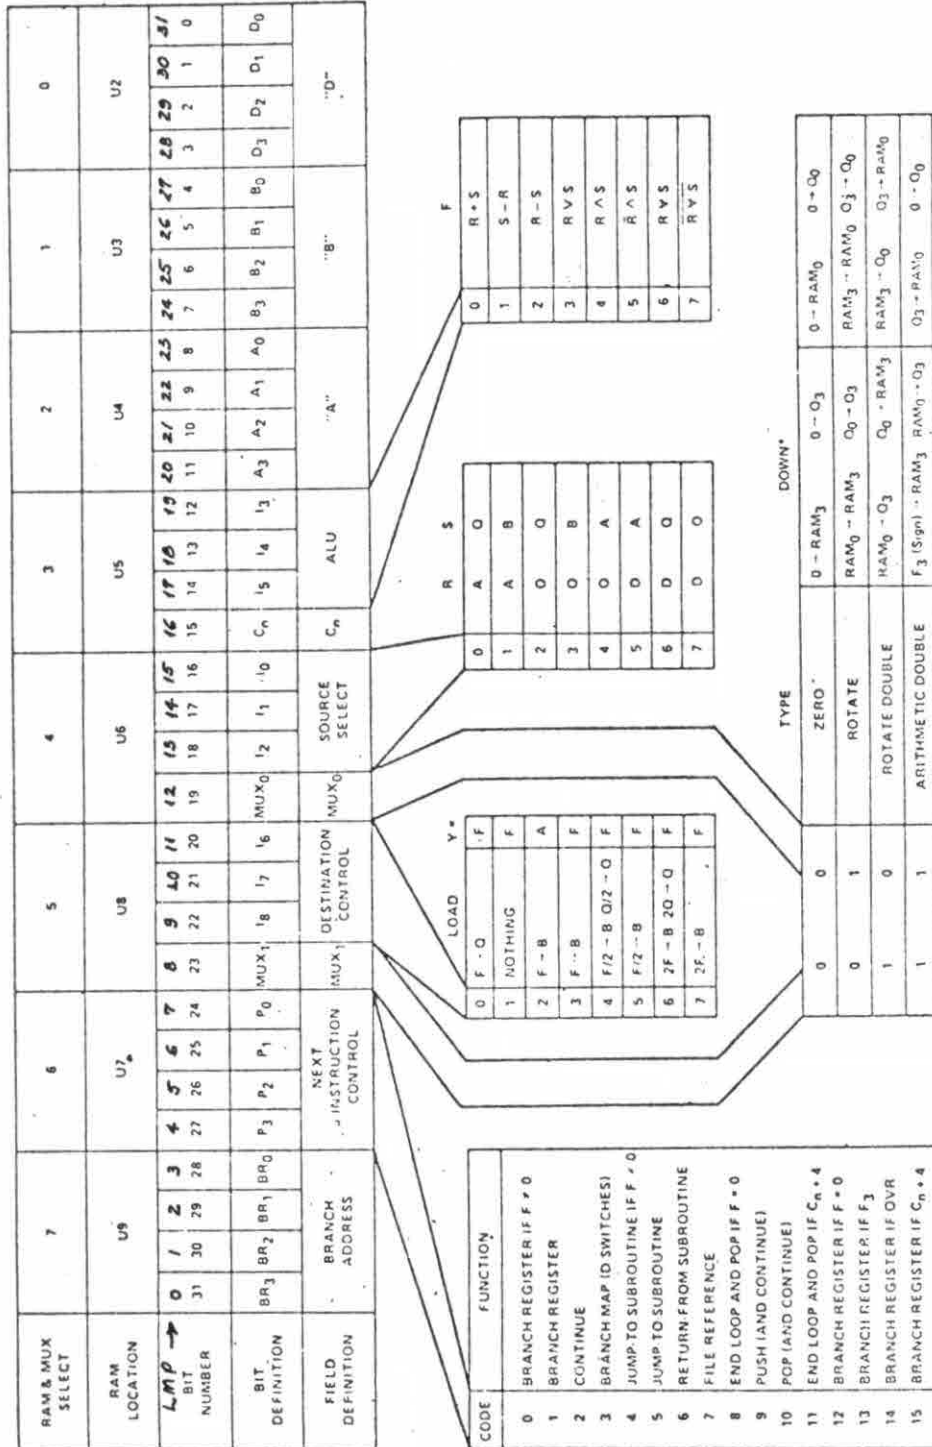 RAM & MUX SELECT 7 6 5 4 3 2 1 0
RAM LOCATION U9 U7 U8 U6 U5 U4 U3 U2
LMP → 0 1 2 3 4 5 6 7 8 9 10 11 12 13 14 15 16 17 18 19 20 21 22 23 24 25 26 27 28 29 30 31
BIT NUMBER 31 30 29 28 27 26 25 24 23 22 21 20 19 18 17 16 15 14 13 12 11 10 9 8 7 6 5 4 3 2 1 0
BIT DEFINITION BR3 BR2 BR1 BR0 P3 P2 P1 P0 MUX1 I8 I7 I6 MUX0 I2 I1 I0 Cn I5 I4 I3 A3 A2 A1 A0 B3 B2 B1 B0 D3 D2 D1 D0
FIELD DEFINITION BRANCH ADDRESS NEXT INSTRUCTION CONTROL MUX1 DESTINATION CONTROL MUX0 SOURCE SELECT Cn ALU "A" "B" "D"
CODE FUNCTION
0 BRANCH REGISTER IF F ≠ 0
1 BRANCH REGISTER
2 CONTINUE
3 BRANCH MAP (D SWITCHES)
4 JUMP-TO SUBROUTINE IF F ≠ 0
5 JUMP-TO SUBROUTINE
6 RETURN FROM SUBROUTINE
7 FILE REFERENCE
8 END LOOP AND POP IF F = 0
9 PUSH (AND CONTINUE)
10 POP (AND CONTINUE)
11 END LOOP AND POP IF Cn + 4
12 BRANCH REGISTER IF F = 0
13 BRANCH REGISTER IF F3
14 BRANCH REGISTER IF OVR
15 BRANCH REGISTER IF Cn + 4
LOAD Y =
0 F → Q F
1 NOTHING F
2 F → B A
3 F → B F
4 F/2 → B Q/2 → Q F
5 F/2 → B F
6 2F → B 2Q → Q F
7 2F → B F
R S
0 A Q
1 A B
2 O Q
3 O B
4 O A
5 D A
6 D Q
7 D O
F
0 R + S
1 S − R
2 R − S
3 R ∨ S
4 R ∧ S
5 R̅ ∧ S
6 R ⊻ S
7 R ⊻ S
TYPE DOWN*
0 0 ZERO 0 → RAM3 0 → Q3 0 → RAM0 0 → Q0
0 1 ROTATE RAM0 → RAM3 Q0 → Q3 RAM3 → RAM0 Q3 → Q0
1 0 ROTATE DOUBLE RAM0 → Q3 Q0 → RAM3 RAM3 → Q0 Q3 → RAM0
1 1 ARITHMETIC DOUBLE F3 (Sign) → RAM3 RAM0 → Q3 Q3 → RAM0 0 → Q0